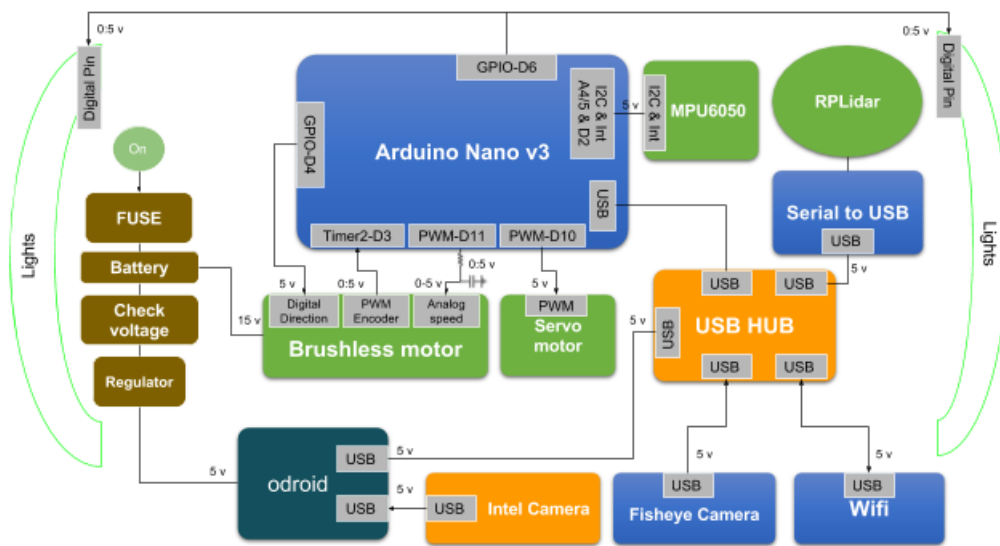 0:5 v
0:5 v
Digital Pin
GPIO-D6
Digital Pin
I2C & Int
A4/5 & D2
5 v
I2C & Int
MPU6050
RPLidar
On
GPIO-D4
Arduino Nano v3
FUSE
USB
Serial to USB
USB
Lights
Timer2-D3
PWM-D11
PWM-D10
Lights
Battery
0:5 v
5 v
5 v
0:5 v
0-5 v
5 v
USB
USB
Check
voltage
15 v
Digital
Direction
PWM
Encoder
Analog
speed
PWM
5 v
USB
USB HUB
Brushless motor
Servo
motor
Regulator
USB
USB
5 v
USB
5 v
5 v
5 v
odroid
5 v
USB
USB
USB
USB
Intel Camera
Fisheye Camera
Wifi